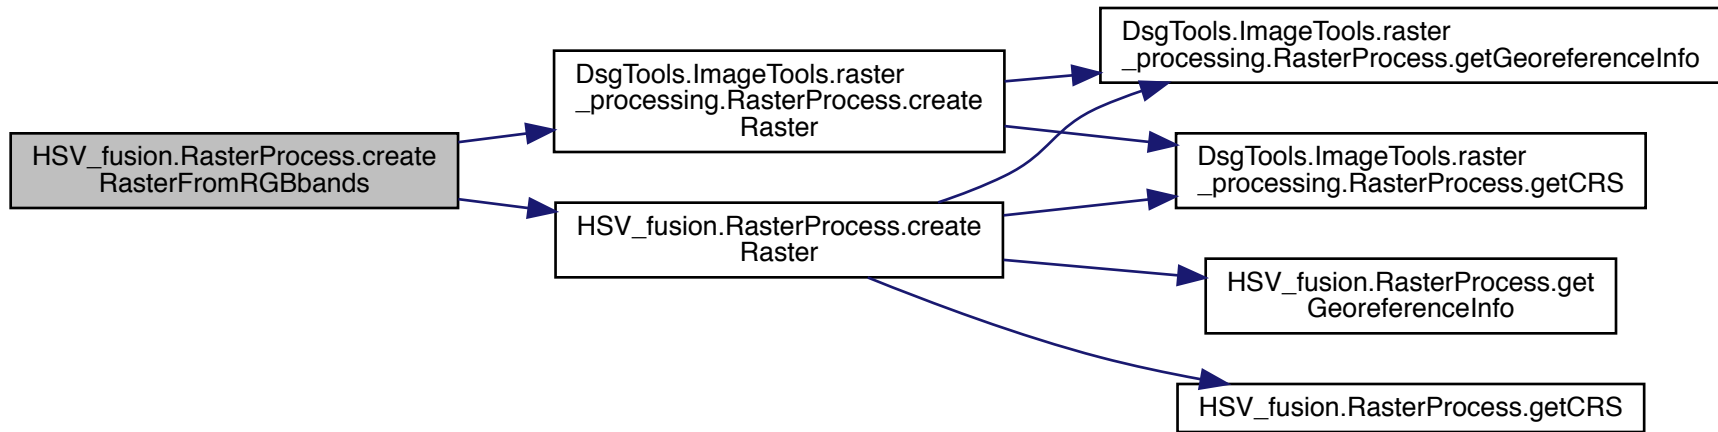 HSV_fusion.RasterProcess.create
RasterFromRGBbands
DsgTools.ImageTools.raster
_processing.RasterProcess.create
Raster
HSV_fusion.RasterProcess.create
Raster
DsgTools.ImageTools.raster
_processing.RasterProcess.getGeoreferenceInfo
DsgTools.ImageTools.raster
_processing.RasterProcess.getCRS
HSV_fusion.RasterProcess.get
GeoreferenceInfo
HSV_fusion.RasterProcess.getCRS